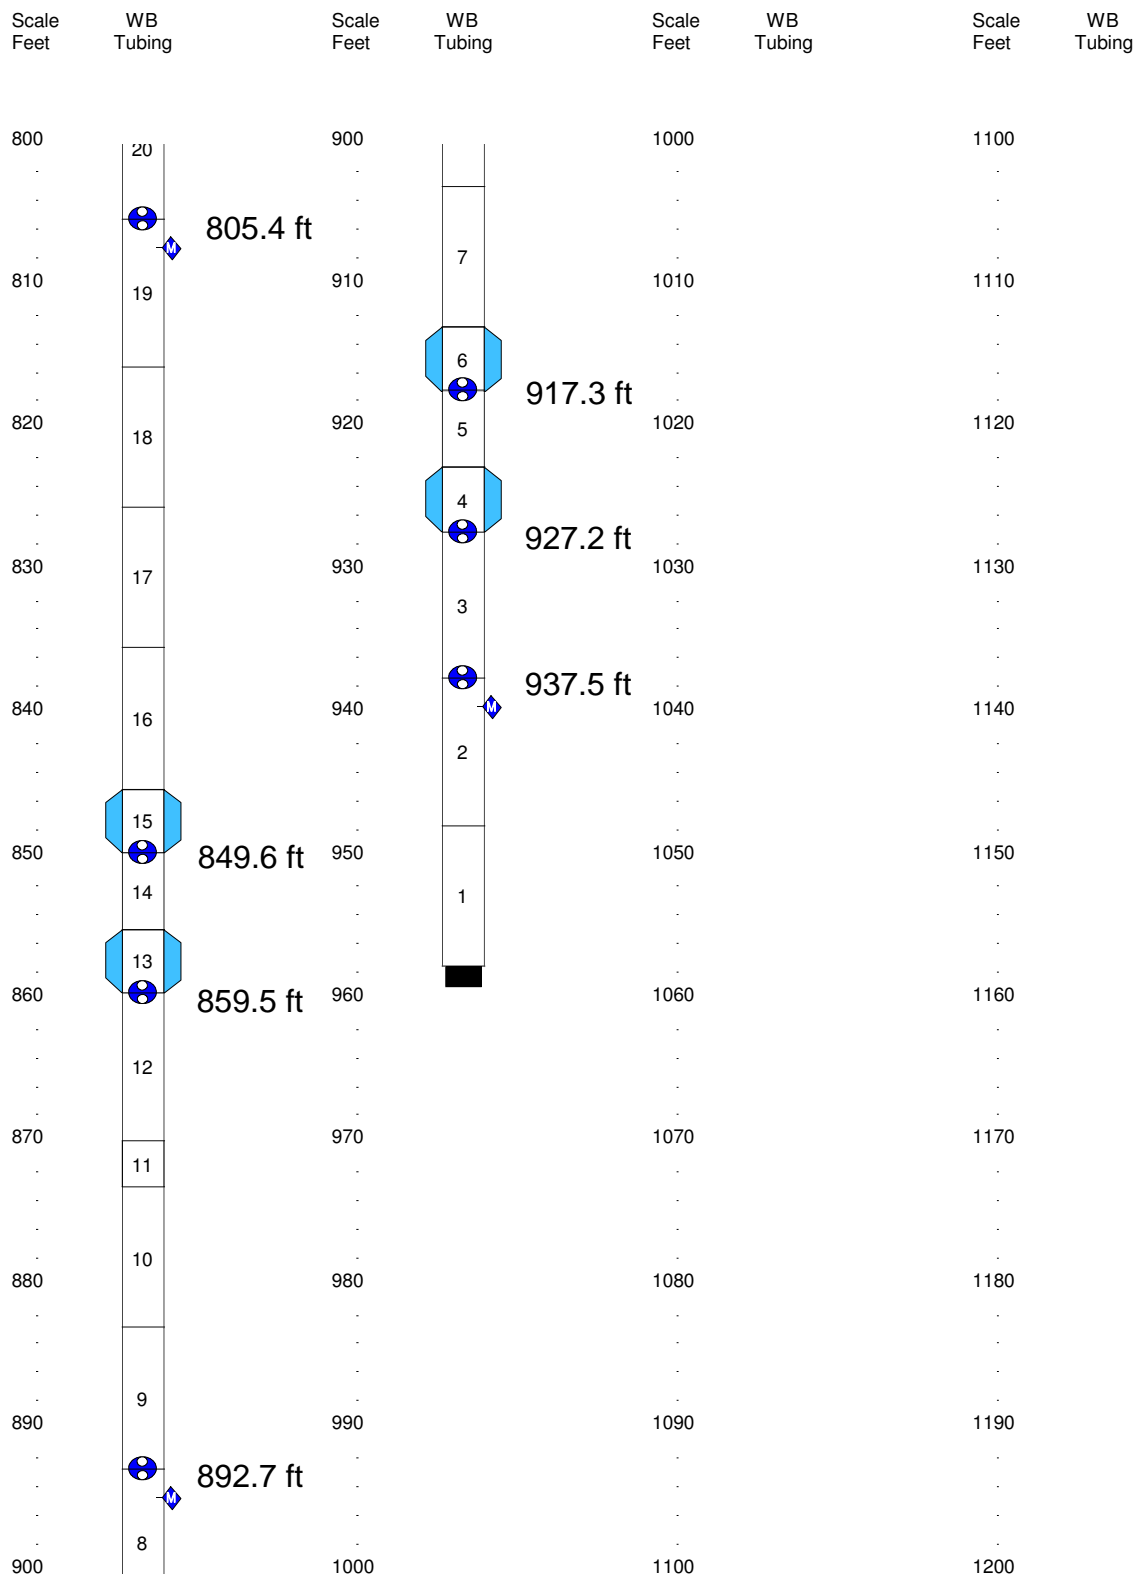 Scale WB Scale WB Scale WB Scale WB
Feet Tubing Feet Tubing Feet Tubing Feet Tubing
800 900 1000 1100
20
805.4 ft
M
7
810 910 1010 1110
19
6
917.3 ft
820 920 1020 1120
18 5
4
927.2 ft
830 930 1030 1130
17
3
937.5 ft
840 940 1040 1140
M
16
2
15
850 849.6 ft 950 1050 1150
14 1
13
860 859.5 ft 960 1060 1160
12
870 970 1070 1170
11
10
880 980 1080 1180
9
890 990 1090 1190
892.7 ft
M
8
900 1000 1100 1200